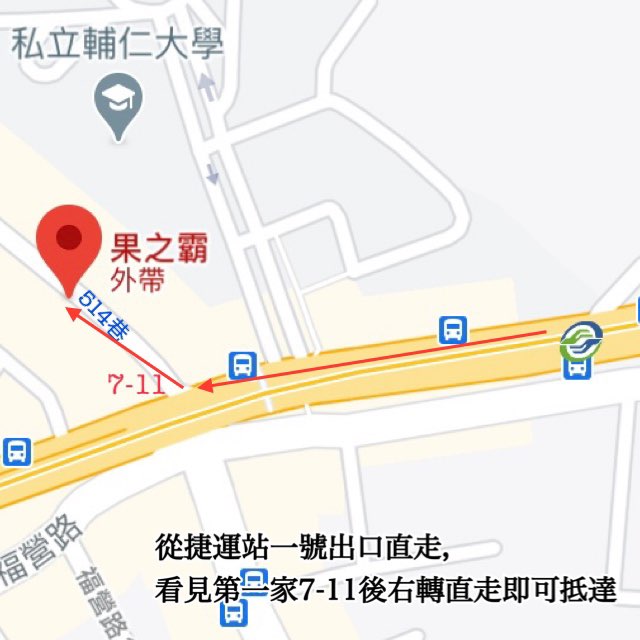 私立輔仁大學
果之霸
外帶
514巷
7-11
福營路
福營路
從捷運站一號出口直走,
看見第一家7-11後右轉直走即可抵達